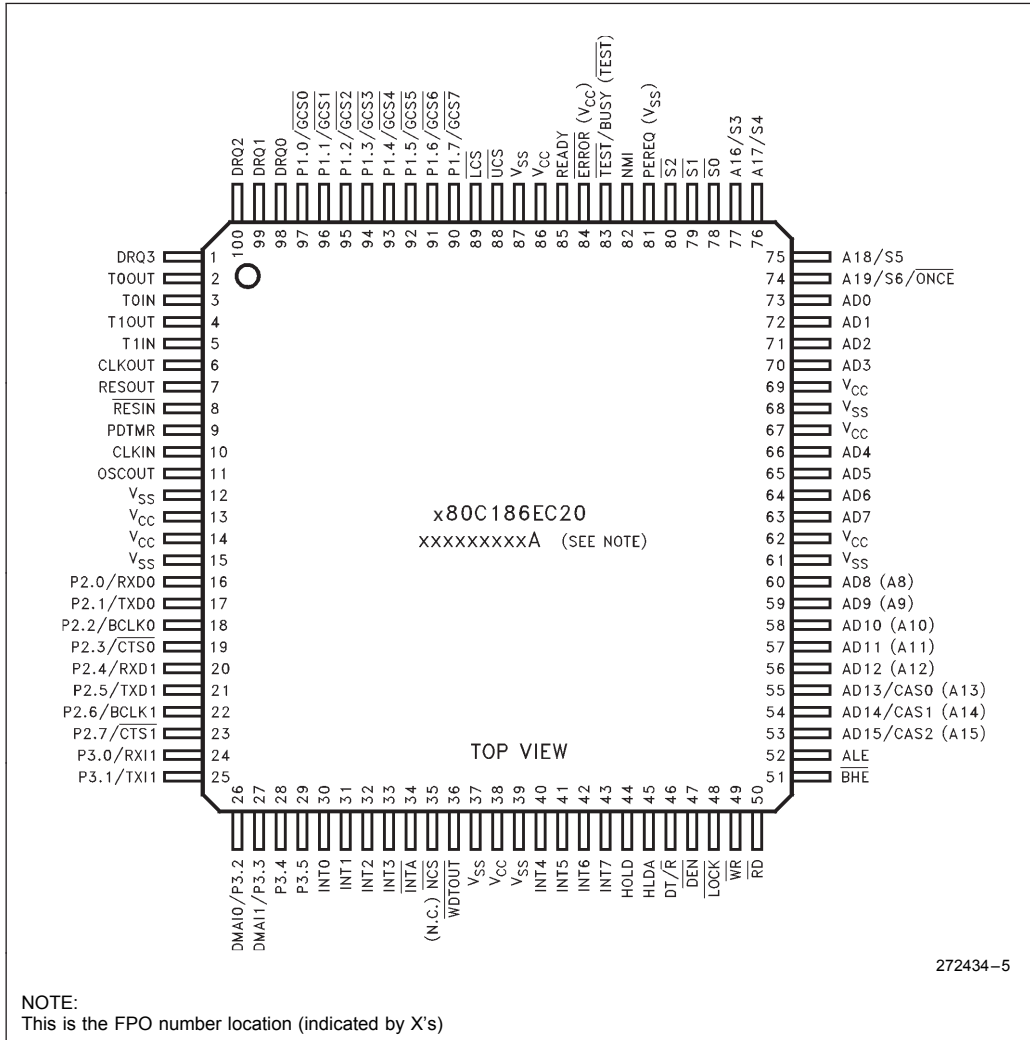 DRQ2
DRQ1
DRQ0
P1.0/GCS0
P1.1/GCS1
P1.2/GCS2
P1.3/GCS3
P1.4/GCS4
P1.5/GCS5
P1.6/GCS6
P1.7/GCS7
LCS
UCS
VSS
VCC
READY
ERROR (VCC)
TEST/BUSY (TEST)
NMI
PEREQ (VSS)
S2
S1
S0
A16/S3
A17/S4
100
99
98
97
96
95
94
93
92
91
90
89
88
87
86
85
84
83
82
81
80
79
78
77
76
DRQ3 1
T0OUT 2
T0IN 3
T1OUT 4
T1IN 5
CLKOUT 6
RESOUT 7
RESIN 8
PDTMR 9
CLKIN 10
OSCOUT 11
VSS 12
VCC 13
VCC 14
VSS 15
P2.0/RXD0 16
P2.1/TXD0 17
P2.2/BCLK0 18
P2.3/CTS0 19
P2.4/RXD1 20
P2.5/TXD1 21
P2.6/BCLK1 22
P2.7/CTS1 23
P3.0/RXI1 24
P3.1/TXI1 25
x80C186EC20
xxxxxxxxxA (SEE NOTE)
TOP VIEW
75 A18/S5
74 A19/S6/ONCE
73 AD0
72 AD1
71 AD2
70 AD3
69 VCC
68 VSS
67 VCC
66 AD4
65 AD5
64 AD6
63 AD7
62 VCC
61 VSS
60 AD8 (A8)
59 AD9 (A9)
58 AD10 (A10)
57 AD11 (A11)
56 AD12 (A12)
55 AD13/CAS0 (A13)
54 AD14/CAS1 (A14)
53 AD15/CAS2 (A15)
52 ALE
51 BHE
26
27
28
29
30
31
32
33
34
35
36
37
38
39
40
41
42
43
44
45
46
47
48
49
50
DMAI0/P3.2
DMAI1/P3.3
P3.4
P3.5
INT0
INT1
INT2
INT3
INTA
(N.C.) NCS
WDTOUT
VSS
VCC
VSS
INT4
INT5
INT6
INT7
HOLD
HLDA
DT/R
DEN
LOCK
WR
RD
272434–5
NOTE:
This is the FPO number location (indicated by X's)